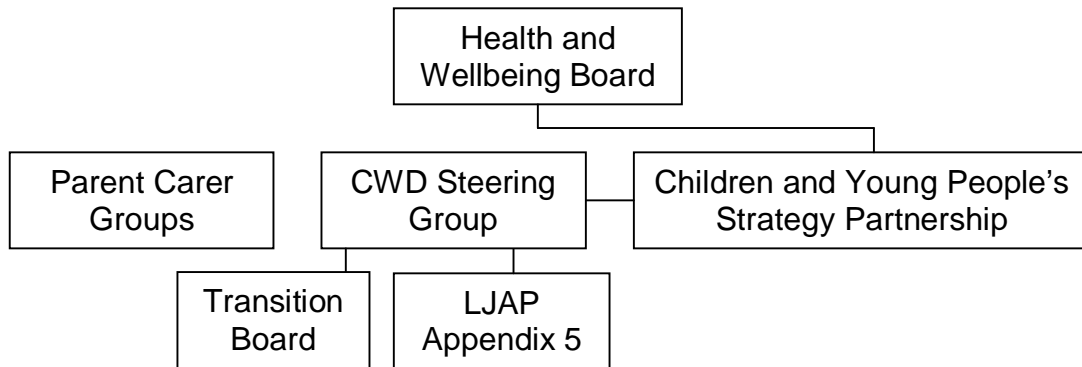 Health and
Wellbeing Board
Parent Carer
Groups
CWD Steering
Group
Children and Young People’s
Strategy Partnership
Transition
Board
LJAP
Appendix 5